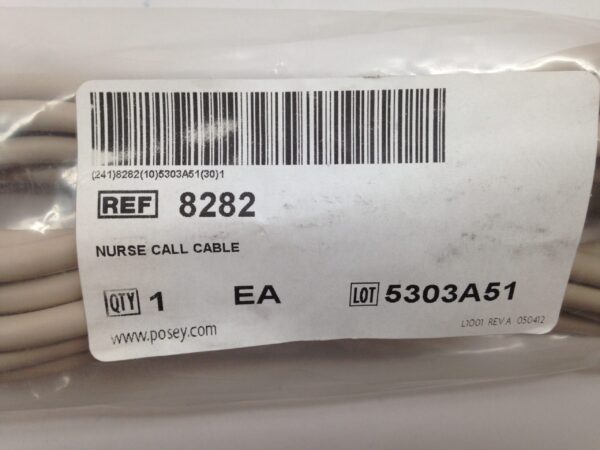 (241)8282(10)5303A51(30)1
REF 8282
NURSE CALL CABLE
QTY 1 EA LOT 5303A51
www.posey.com
L1001 REV.A 050412